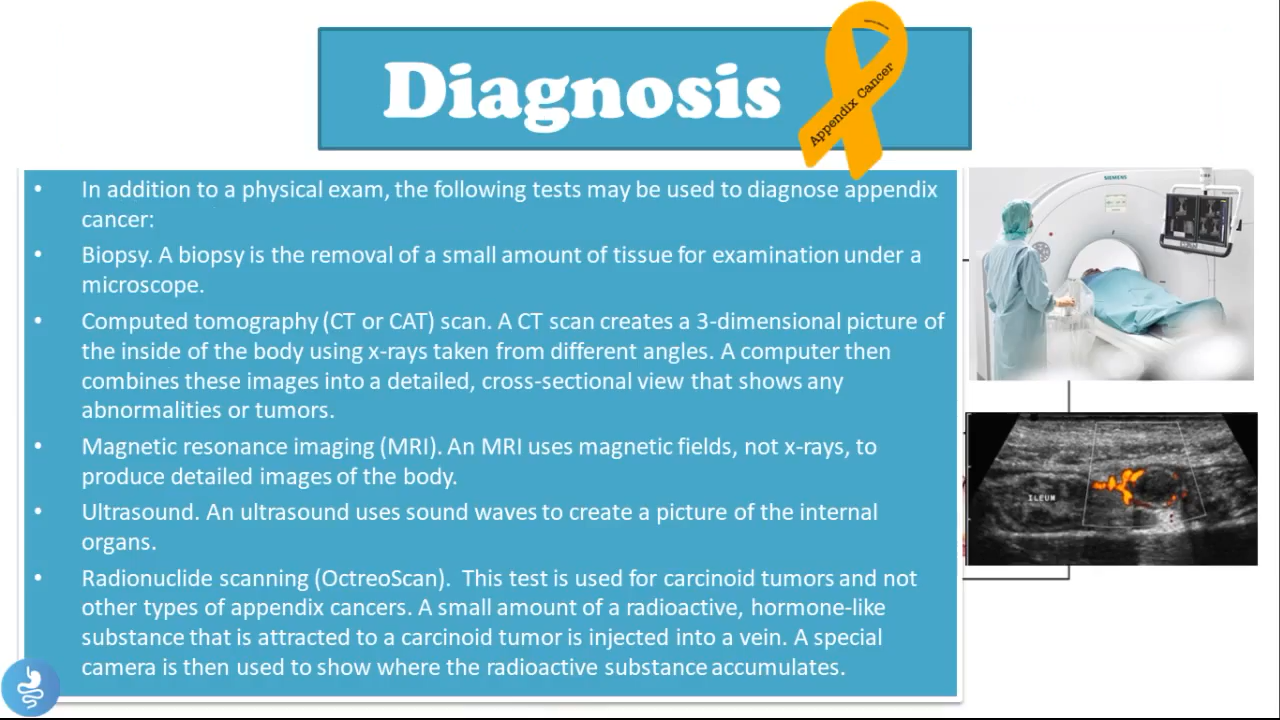 Diagnosis
Appendix Cancer
• In addition to a physical exam, the following tests may be used to diagnose appendix
cancer:
• Biopsy. A biopsy is the removal of a small amount of tissue for examination under a
microscope.
• Computed tomography (CT or CAT) scan. A CT scan creates a 3-dimensional picture of
the inside of the body using x-rays taken from different angles. A computer then
combines these images into a detailed, cross-sectional view that shows any
abnormalities or tumors.
• Magnetic resonance imaging (MRI). An MRI uses magnetic fields, not x-rays, to
produce detailed images of the body.
• Ultrasound. An ultrasound uses sound waves to create a picture of the internal
organs.
• Radionuclide scanning (OctreoScan). This test is used for carcinoid tumors and not
other types of appendix cancers. A small amount of a radioactive, hormone-like
substance that is attracted to a carcinoid tumor is injected into a vein. A special
camera is then used to show where the radioactive substance accumulates.
SIEMENS
ILEUM